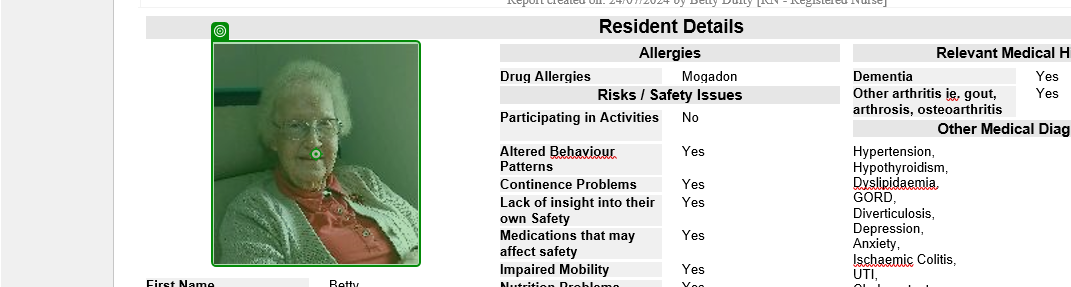 Report created on: 24/07/2024 by Betty Duffy [RN - Registered Nurse]
Resident Details
Allergies
Drug Allergies Mogadon
Risks / Safety Issues
Participating in Activities No
Altered Behaviour Patterns Yes
Continence Problems Yes
Lack of insight into their own Safety Yes
Medications that may affect safety Yes
Impaired Mobility Yes
Nutrition Problems Yes
Relevant Medical H
Dementia Yes
Other arthritis ie. gout, arthrosis, osteoarthritis Yes
Other Medical Diag
Hypertension,
Hypothyroidism,
Dyslipidaemia,
GORD,
Diverticulosis,
Depression,
Anxiety,
Ischaemic Colitis,
UTI,
First Name Betty